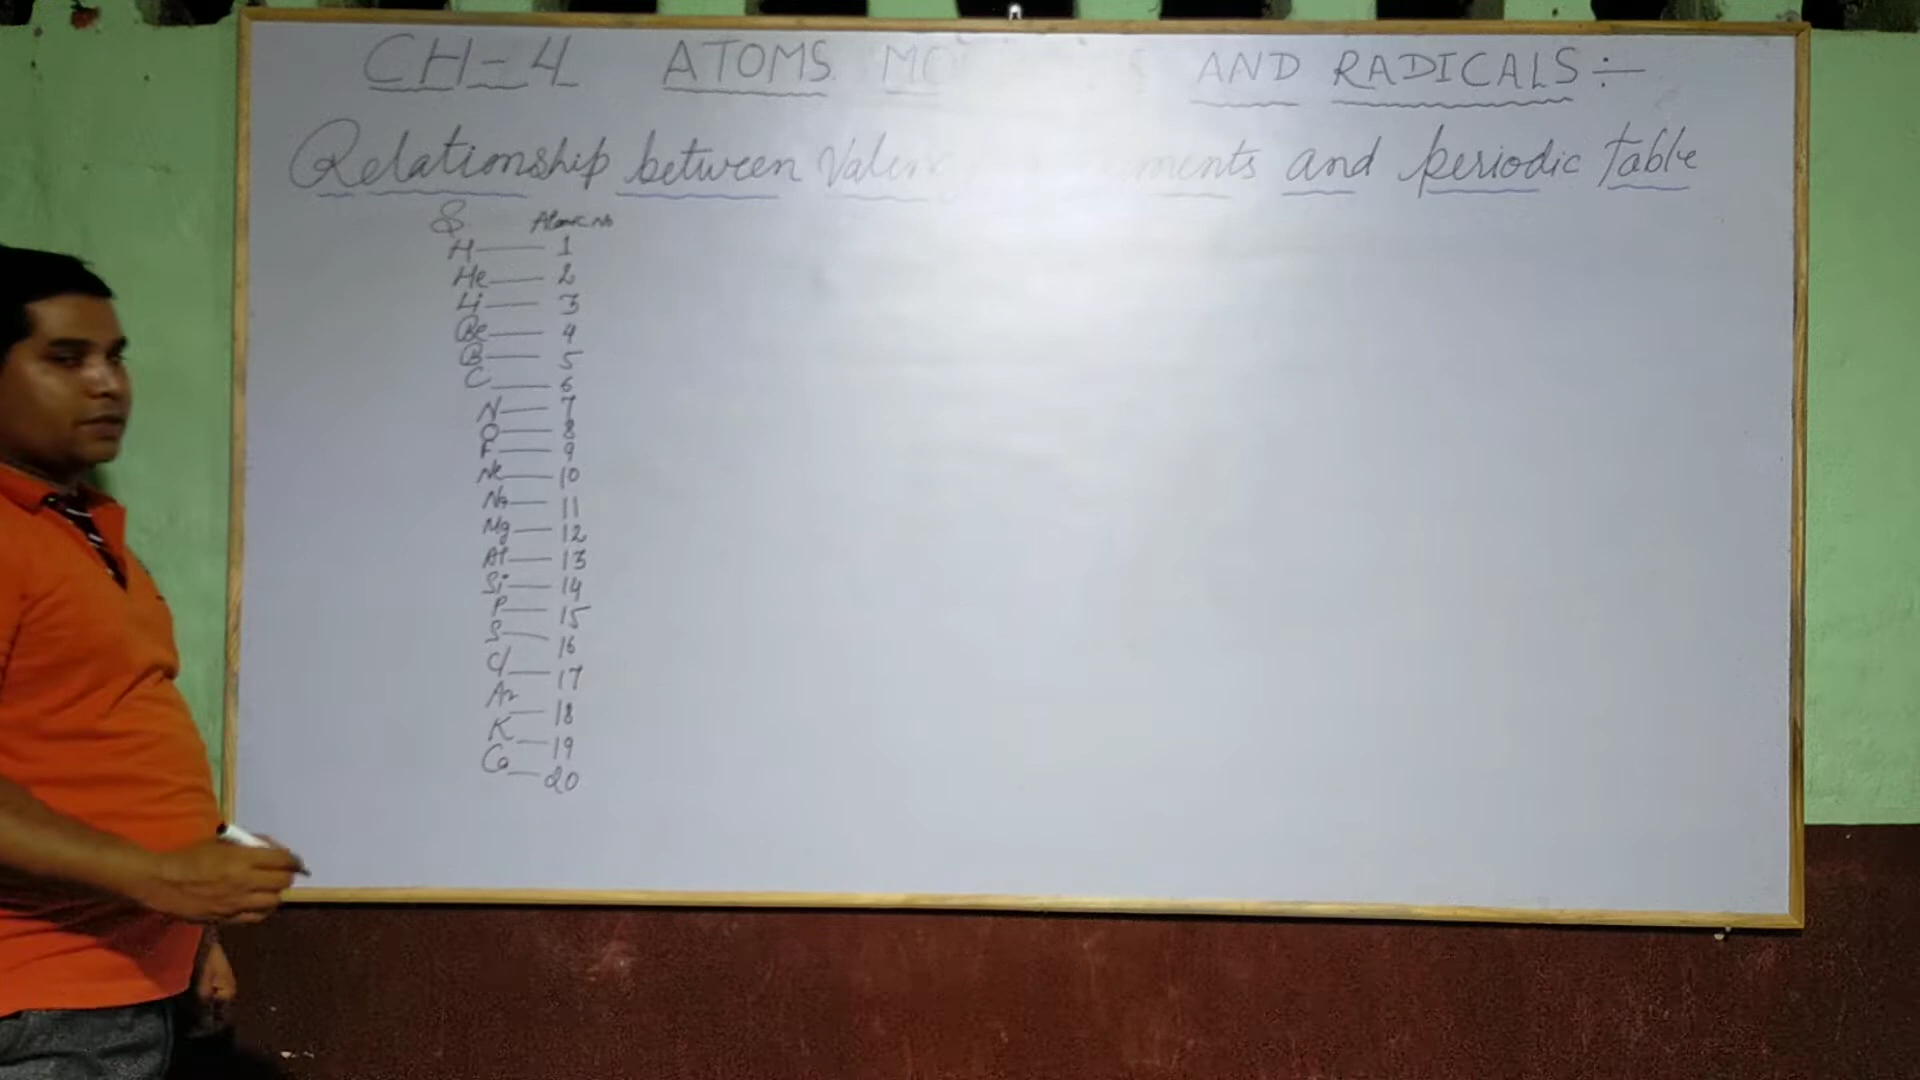 CH-4 ATOMS AND RADICALS :-
Relationship between and periodic table
S Atomic No
H — 1
He — 2
Li — 3
Be — 4
B — 5
C — 6
N — 7
O — 8
F — 9
Ne — 10
Na — 11
Mg — 12
Al — 13
Si — 14
P — 15
S — 16
Cl — 17
Ar — 18
K — 19
Ca — 20